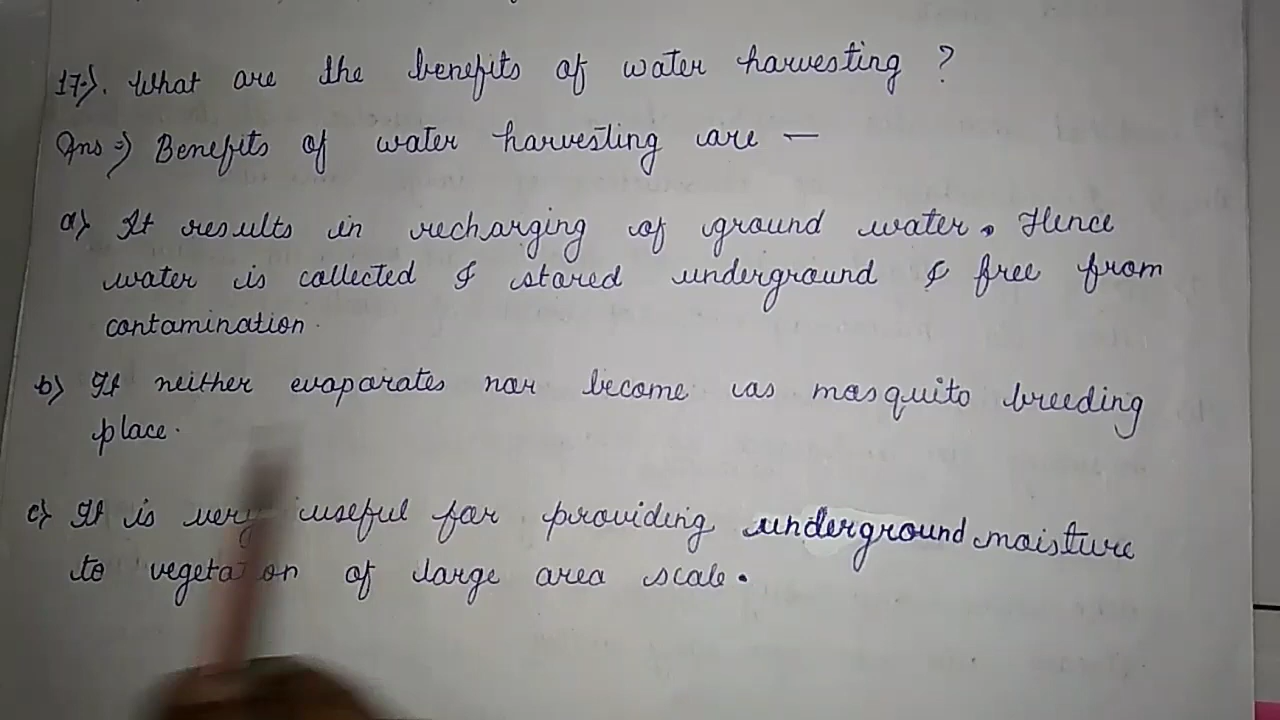 17). What are the benefits of water harvesting ?
Ans ⇒) Benefits of water harvesting are —
a) It results in recharging of ground water. Hence
water is collected & stored underground & free from
contamination.
b) It neither evaporates nor become as mosquito breeding
place.
c) It is very useful for providing underground moisture
to vegetation of large area scale.